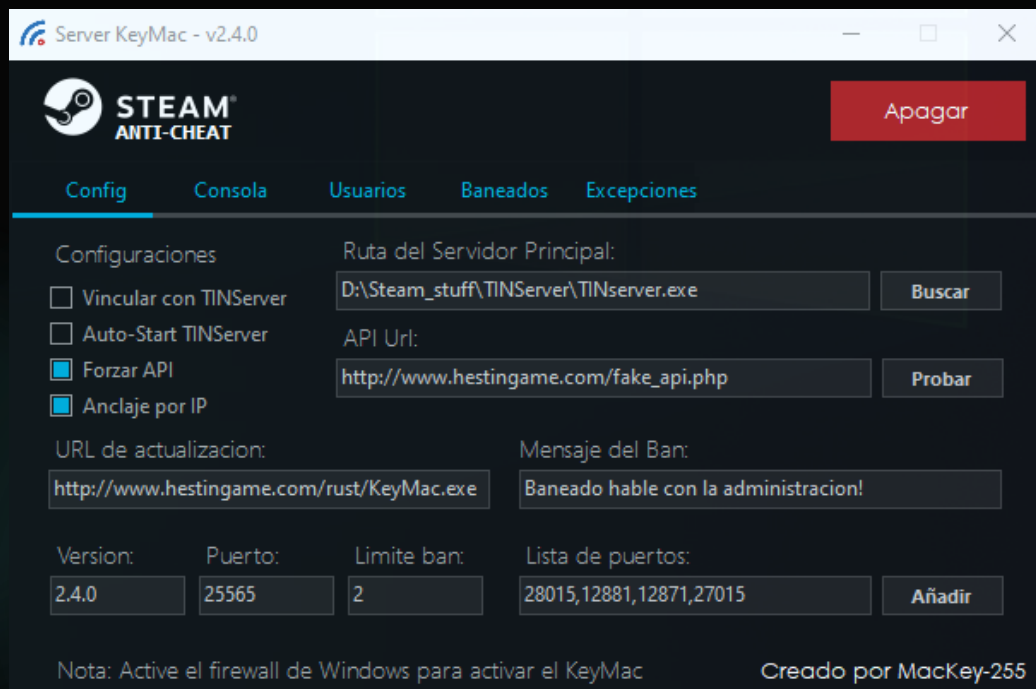 Server KeyMac - v2.4.0
STEAM®
ANTI-CHEAT
Apagar
Config Consola Usuarios Baneados Excepciones
Configuraciones
Vincular con TINServer
Auto-Start TINServer
Forzar API
Anclaje por IP
Ruta del Servidor Principal:
D:\Steam_stuff\TINServer\TINserver.exe Buscar
API Url:
http://www.hestingame.com/fake_api.php Probar
URL de actualizacion:
http://www.hestingame.com/rust/KeyMac.exe
Mensaje del Ban:
Baneado hable con la administracion!
Version: Puerto: Limite ban: Lista de puertos:
2.4.0 25565 2 28015,12881,12871,27015 Añadir
Nota: Active el firewall de Windows para activar el KeyMac Creado por MacKey-255